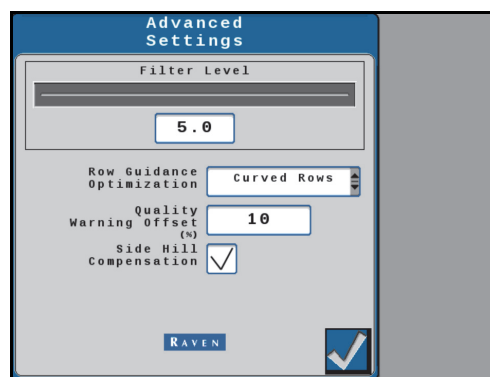 Advanced
Settings
Filter Level
5.0
Row Guidance
Optimization
Curved Rows
Quality
Warning Offset
(%)
10
Side Hill
Compensation
RAVEN